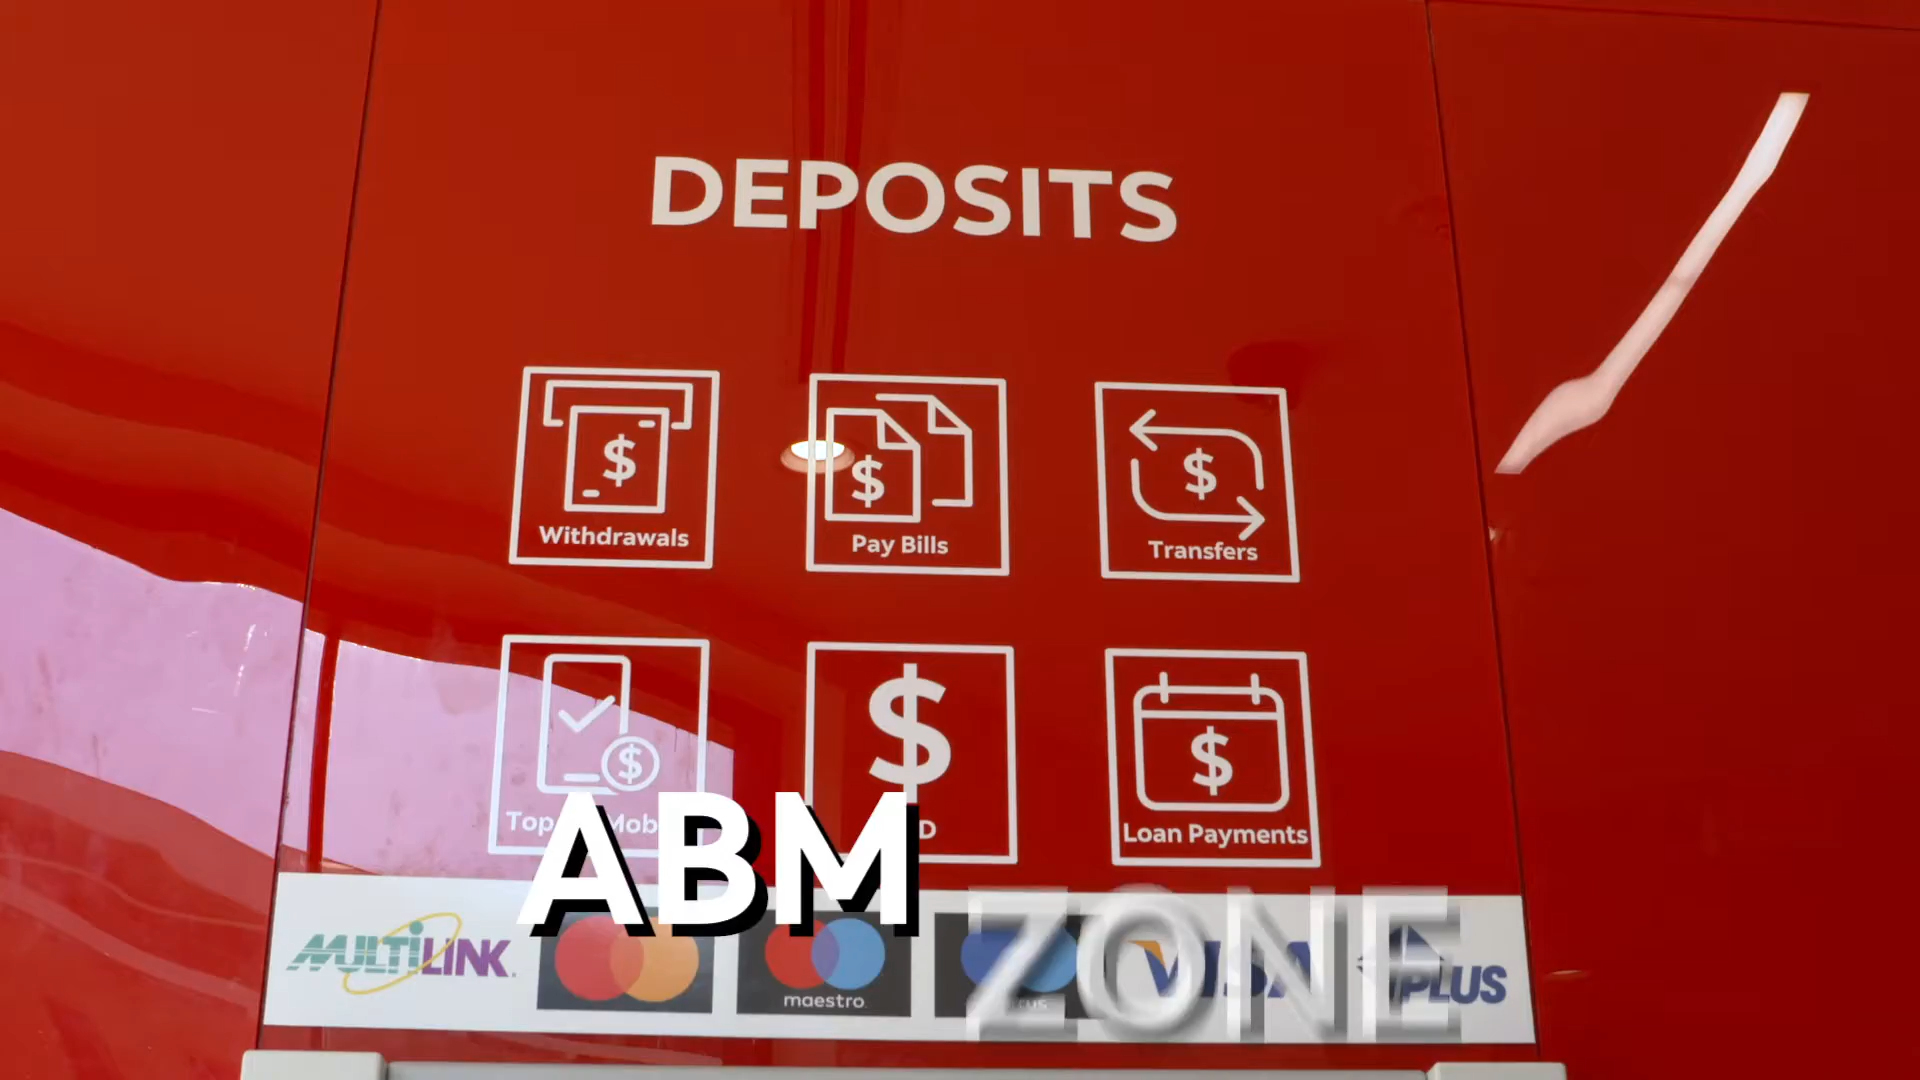 DEPOSITS
$ $ $
Withdrawals Pay Bills Transfers
$ $ $
Loan Payments
ABM ZONE
MULTILINK maestro VISA PLUS